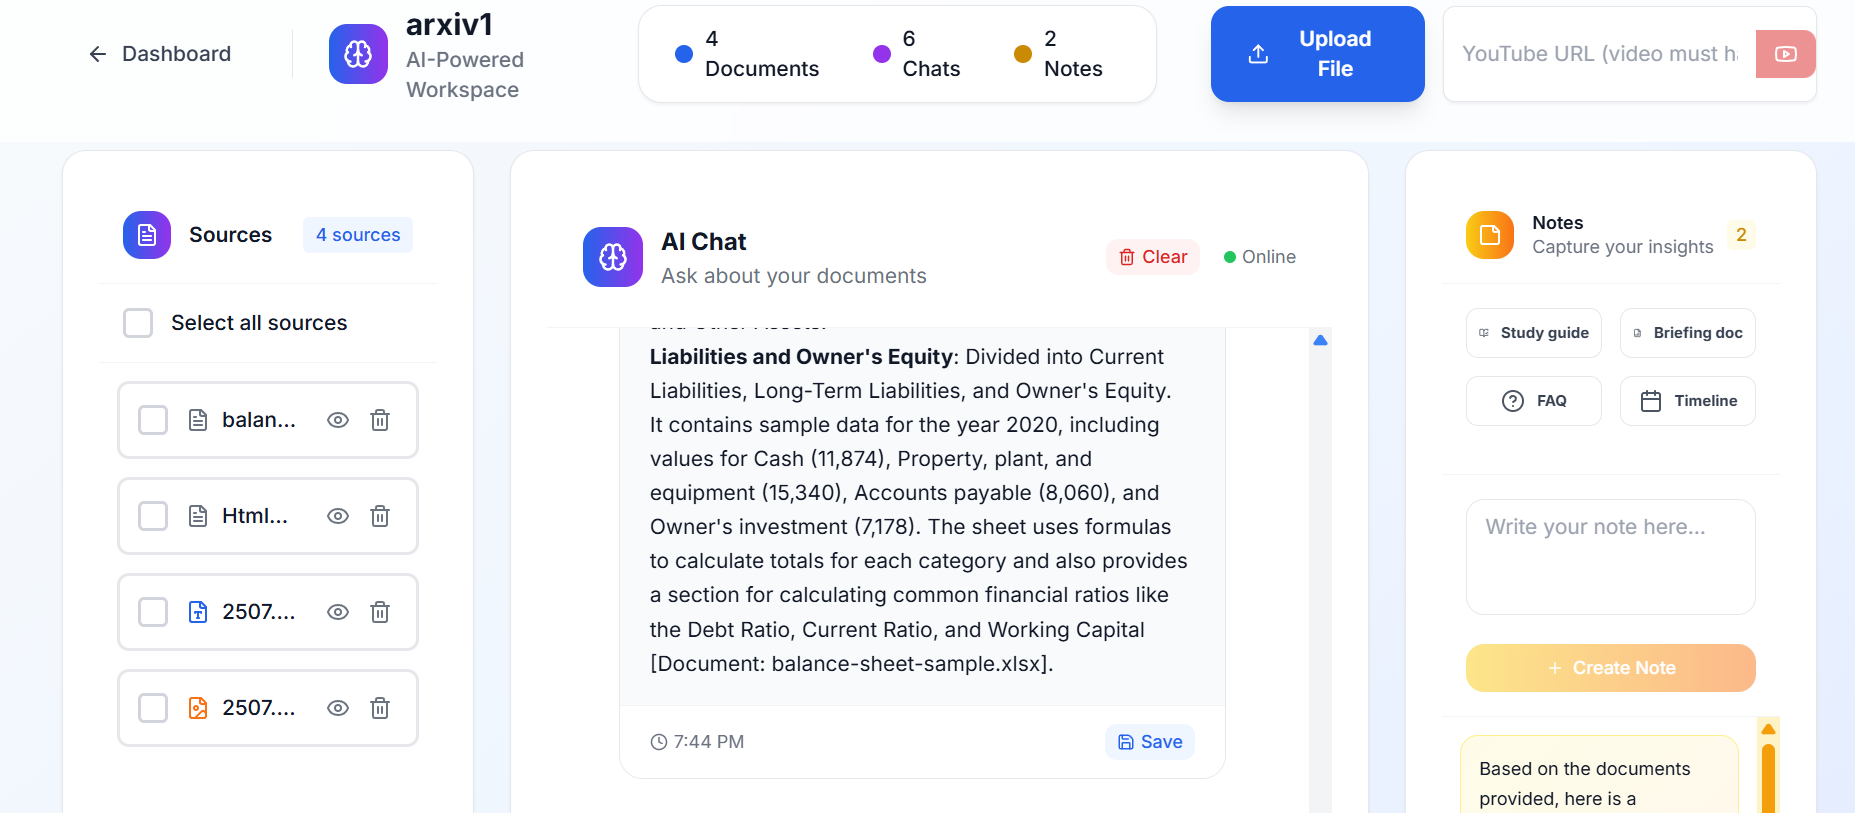 Dashboard
arxiv1
AI-Powered
Workspace
4
Documents
6
Chats
2
Notes
Upload
File
YouTube URL (video must ha
Sources
4 sources
Select all sources
balan...
Html...
2507....
2507....
AI Chat
Ask about your documents
Clear
Online
and Other Assets.
Liabilities and Owner's Equity: Divided into Current
Liabilities, Long-Term Liabilities, and Owner's Equity.
It contains sample data for the year 2020, including
values for Cash (11,874), Property, plant, and
equipment (15,340), Accounts payable (8,060), and
Owner's investment (7,178). The sheet uses formulas
to calculate totals for each category and also provides
a section for calculating common financial ratios like
the Debt Ratio, Current Ratio, and Working Capital
[Document: balance-sheet-sample.xlsx].
7:44 PM
Save
Notes
Capture your insights
2
Study guide
Briefing doc
FAQ
Timeline
Write your note here...
+ Create Note
Based on the documents
provided, here is a